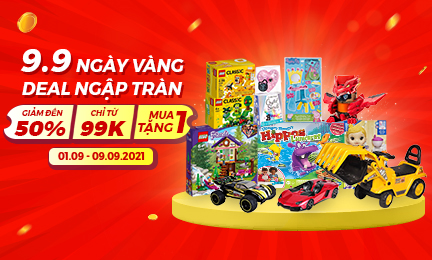 9.9 NGÀY VÀNG
DEAL NGẬP TRÀN
GIẢM ĐẾN
50%
CHỈ TỪ
99K
MUA 1
TẶNG
01.09 - 09.09.2021
LEGO CLASSIC
LEGO CLASSIC
LEGO Friends
HIPPOS